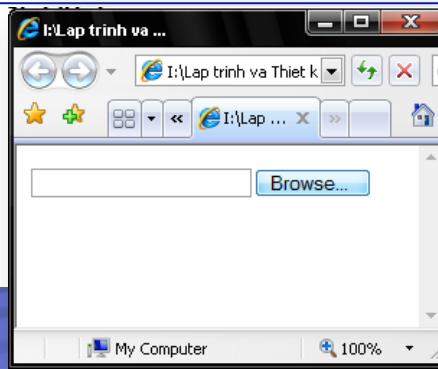 I:\Lap trinh va ...
I:\Lap trinh va Thiet k
I:\Lap ...
Browse...
My Computer
100%